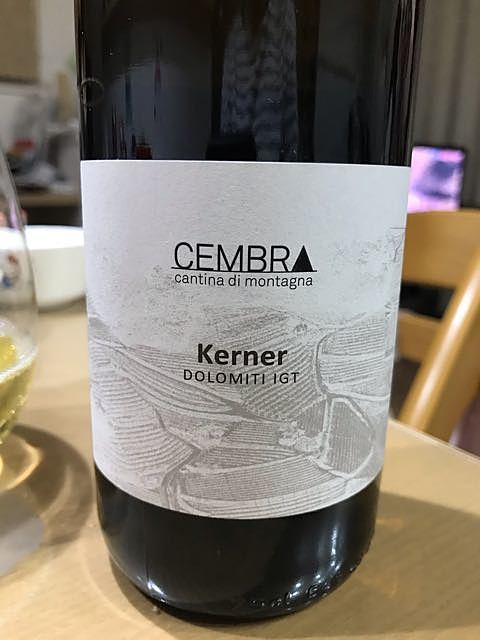 CEMBRA
cantina di montagna
Kerner
DOLOMITI IGT